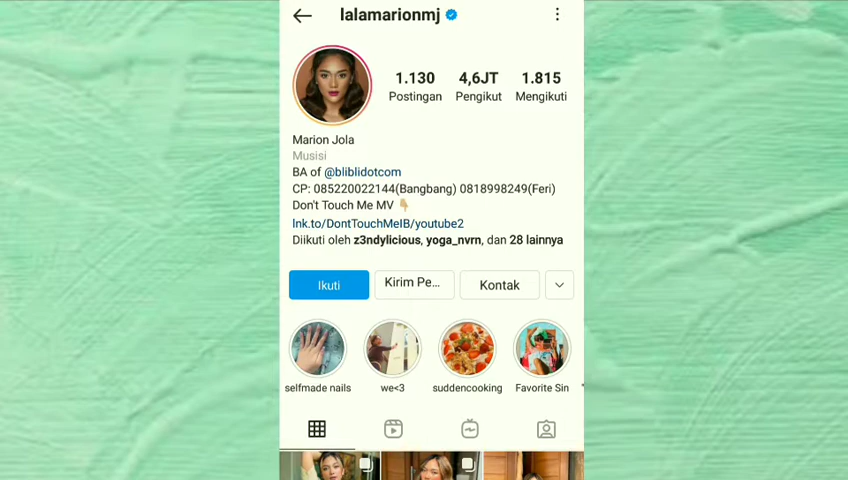 lalamarionmj
1.130 4,6JT 1.815
Postingan Pengikut Mengikuti
Marion Jola
Musisi
BA of @bliblidotcom
CP: 085220022144(Bangbang) 0818998249(Feri)
Don't Touch Me MV 👇🏼
lnk.to/DontTouchMeIB/youtube2
Diikuti oleh z3ndylicious, yoga_nvrn, dan 28 lainnya
Ikuti Kirim Pe... Kontak
selfmade nails we<3 suddencooking Favorite Sin